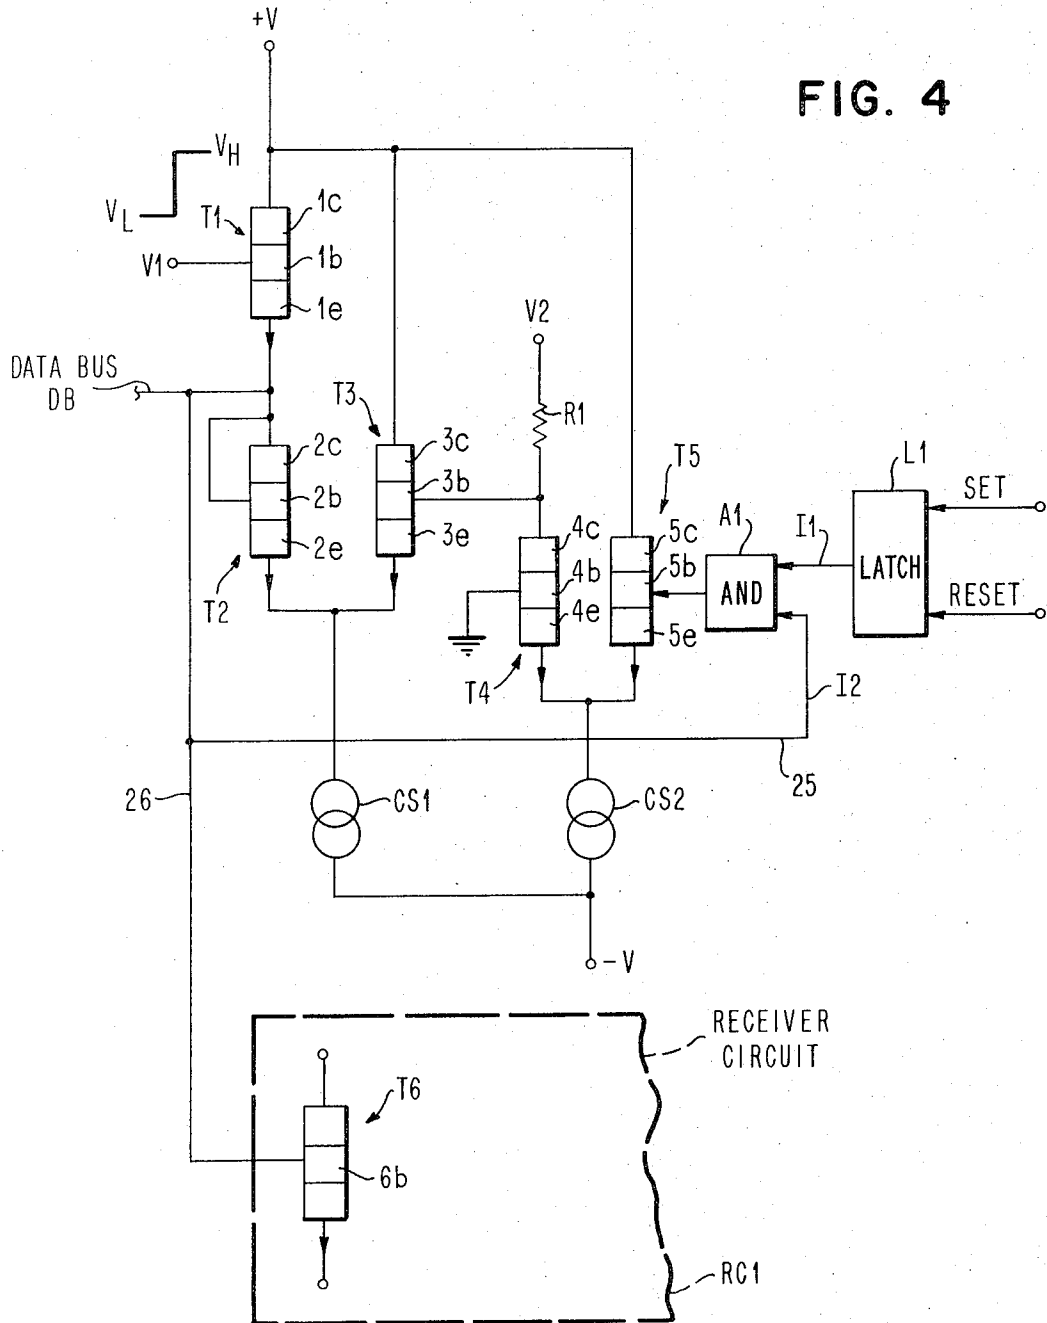 +V
FIG. 4
VH
VL
T1
1c
V1
1b
1e
V2
DATA BUS
DB
T3
R1
2c
3c
T5
L1
2b
3b
SET
2e
3e
4c
5c
A1
I1
4b
5b
LATCH
T2
AND
RESET
4e
5e
T4
I2
25
26
CS1
CS2
-V
RECEIVER
CIRCUIT
T6
6b
RC1